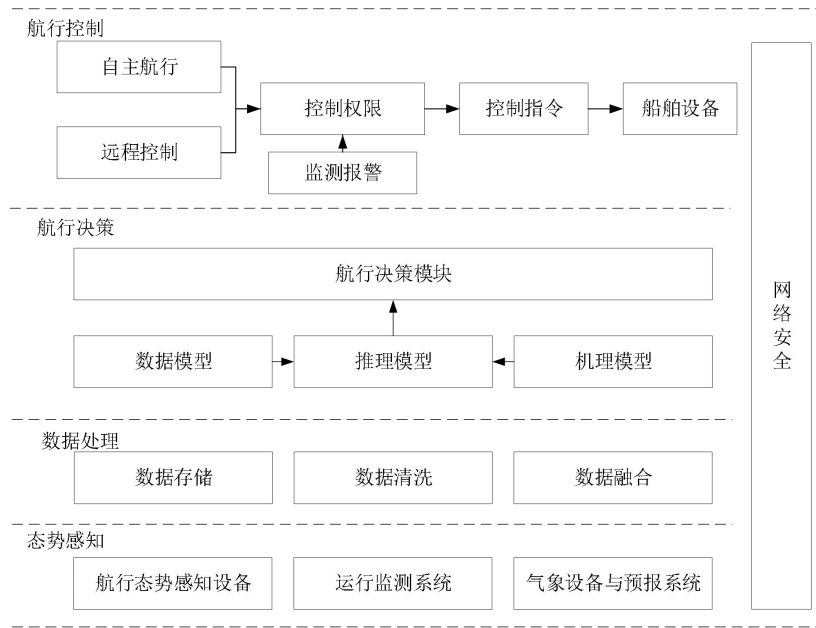 航行控制
自主航行
远程控制
控制权限
控制指令
船舶设备
监测报警
航行决策
航行决策模块
数据模型
推理模型
机理模型
数据处理
数据存储
数据清洗
数据融合
态势感知
航行态势感知设备
运行监测系统
气象设备与预报系统
网
络
安
全